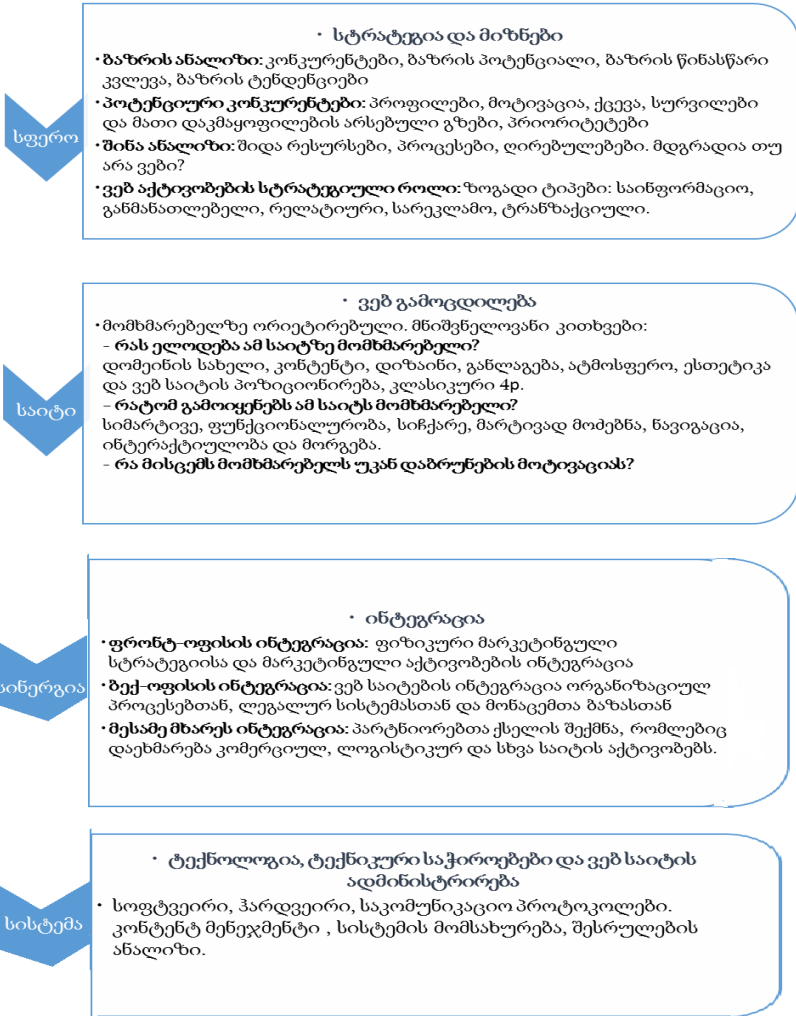 · სტრატეგია და მიზნები
·ბაზრის ანალიზი: კონკურენტები, ბაზრის პოტენციალი, ბაზრის წინასწარი
კვლევა, ბაზრის ტენდენციები
·პოტენციური კონკურენტები: პროფილები, მოტივაცია, ქცევა, სურვილები
და მათი დაკმაყოფილების არსებული გზები, პრიორიტეტები
·შინა ანალიზი: შიდა რესურსები, პროცესები, ღირებულებები. მდგრადია თუ
არა ვები?
·ვებ აქტივობების სტრატეგიული როლი: ზოგადი ტიპები: საინფორმაციო,
განმანათლებელი, რელატიური, სარეკლამო, ტრანზაქციული.
სფერო
· ვებ გამოცდილება
·მომხმარებელზე ორიეტირებული. მნიშვნელოვანი კითხვები:
- რას ელოდება ამ საიტზე მომხმარებელი?
დომეინის სახელი, კონტენტი, დიზაინი, განლაგება, ატმოსფერო, ესთეტიკა
და ვებ საიტის პოზიციონირება, კლასიკური 4p.
- რატომ გამოიყენებს ამ საიტს მომხმარებელი?
სიმარტივე, ფუნქციონალურობა, სიჩქარე, მარტივად მოძებნა, ნავიგაცია,
ინტერაქტიულობა და მორგება.
- რა მისცემს მომხმარებელს უკან დაბრუნების მოტივაციას?
საიტი
· ინტეგრაცია
·ფრონტ-ოფისის ინტეგრაცია: ფიზიკური მარკეტინგული
სტრატეგიისა და მარკეტინგული აქტივობების ინტეგრაცია
·ბექ-ოფისის ინტეგრაცია: ვებ საიტების ინტეგრაცია ორგანიზაციულ
პროცესებთან, ლეგალურ სისტემასთან და მონაცემთა ბაზასთან
·მესამე მხარეს ინტეგრაცია: პარტნიორებთა ქსელის შექმნა, რომლებიც
დაეხმარება კომერციულ, ლოგისტიკურ და სხვა საიტის აქტივობებს.
სინერგია
· ტექნოლოგია, ტექნიკური საჭიროებები და ვებ საიტის
ადმინისტრირება
· სოფტვეირი, ჰარდვეირი, საკომუნიკაციო პროტოკოლები.
კონტენტ მენეჯმენტი , სისტემის მომსახურება, შესრულების
ანალიზი.
სისტემა